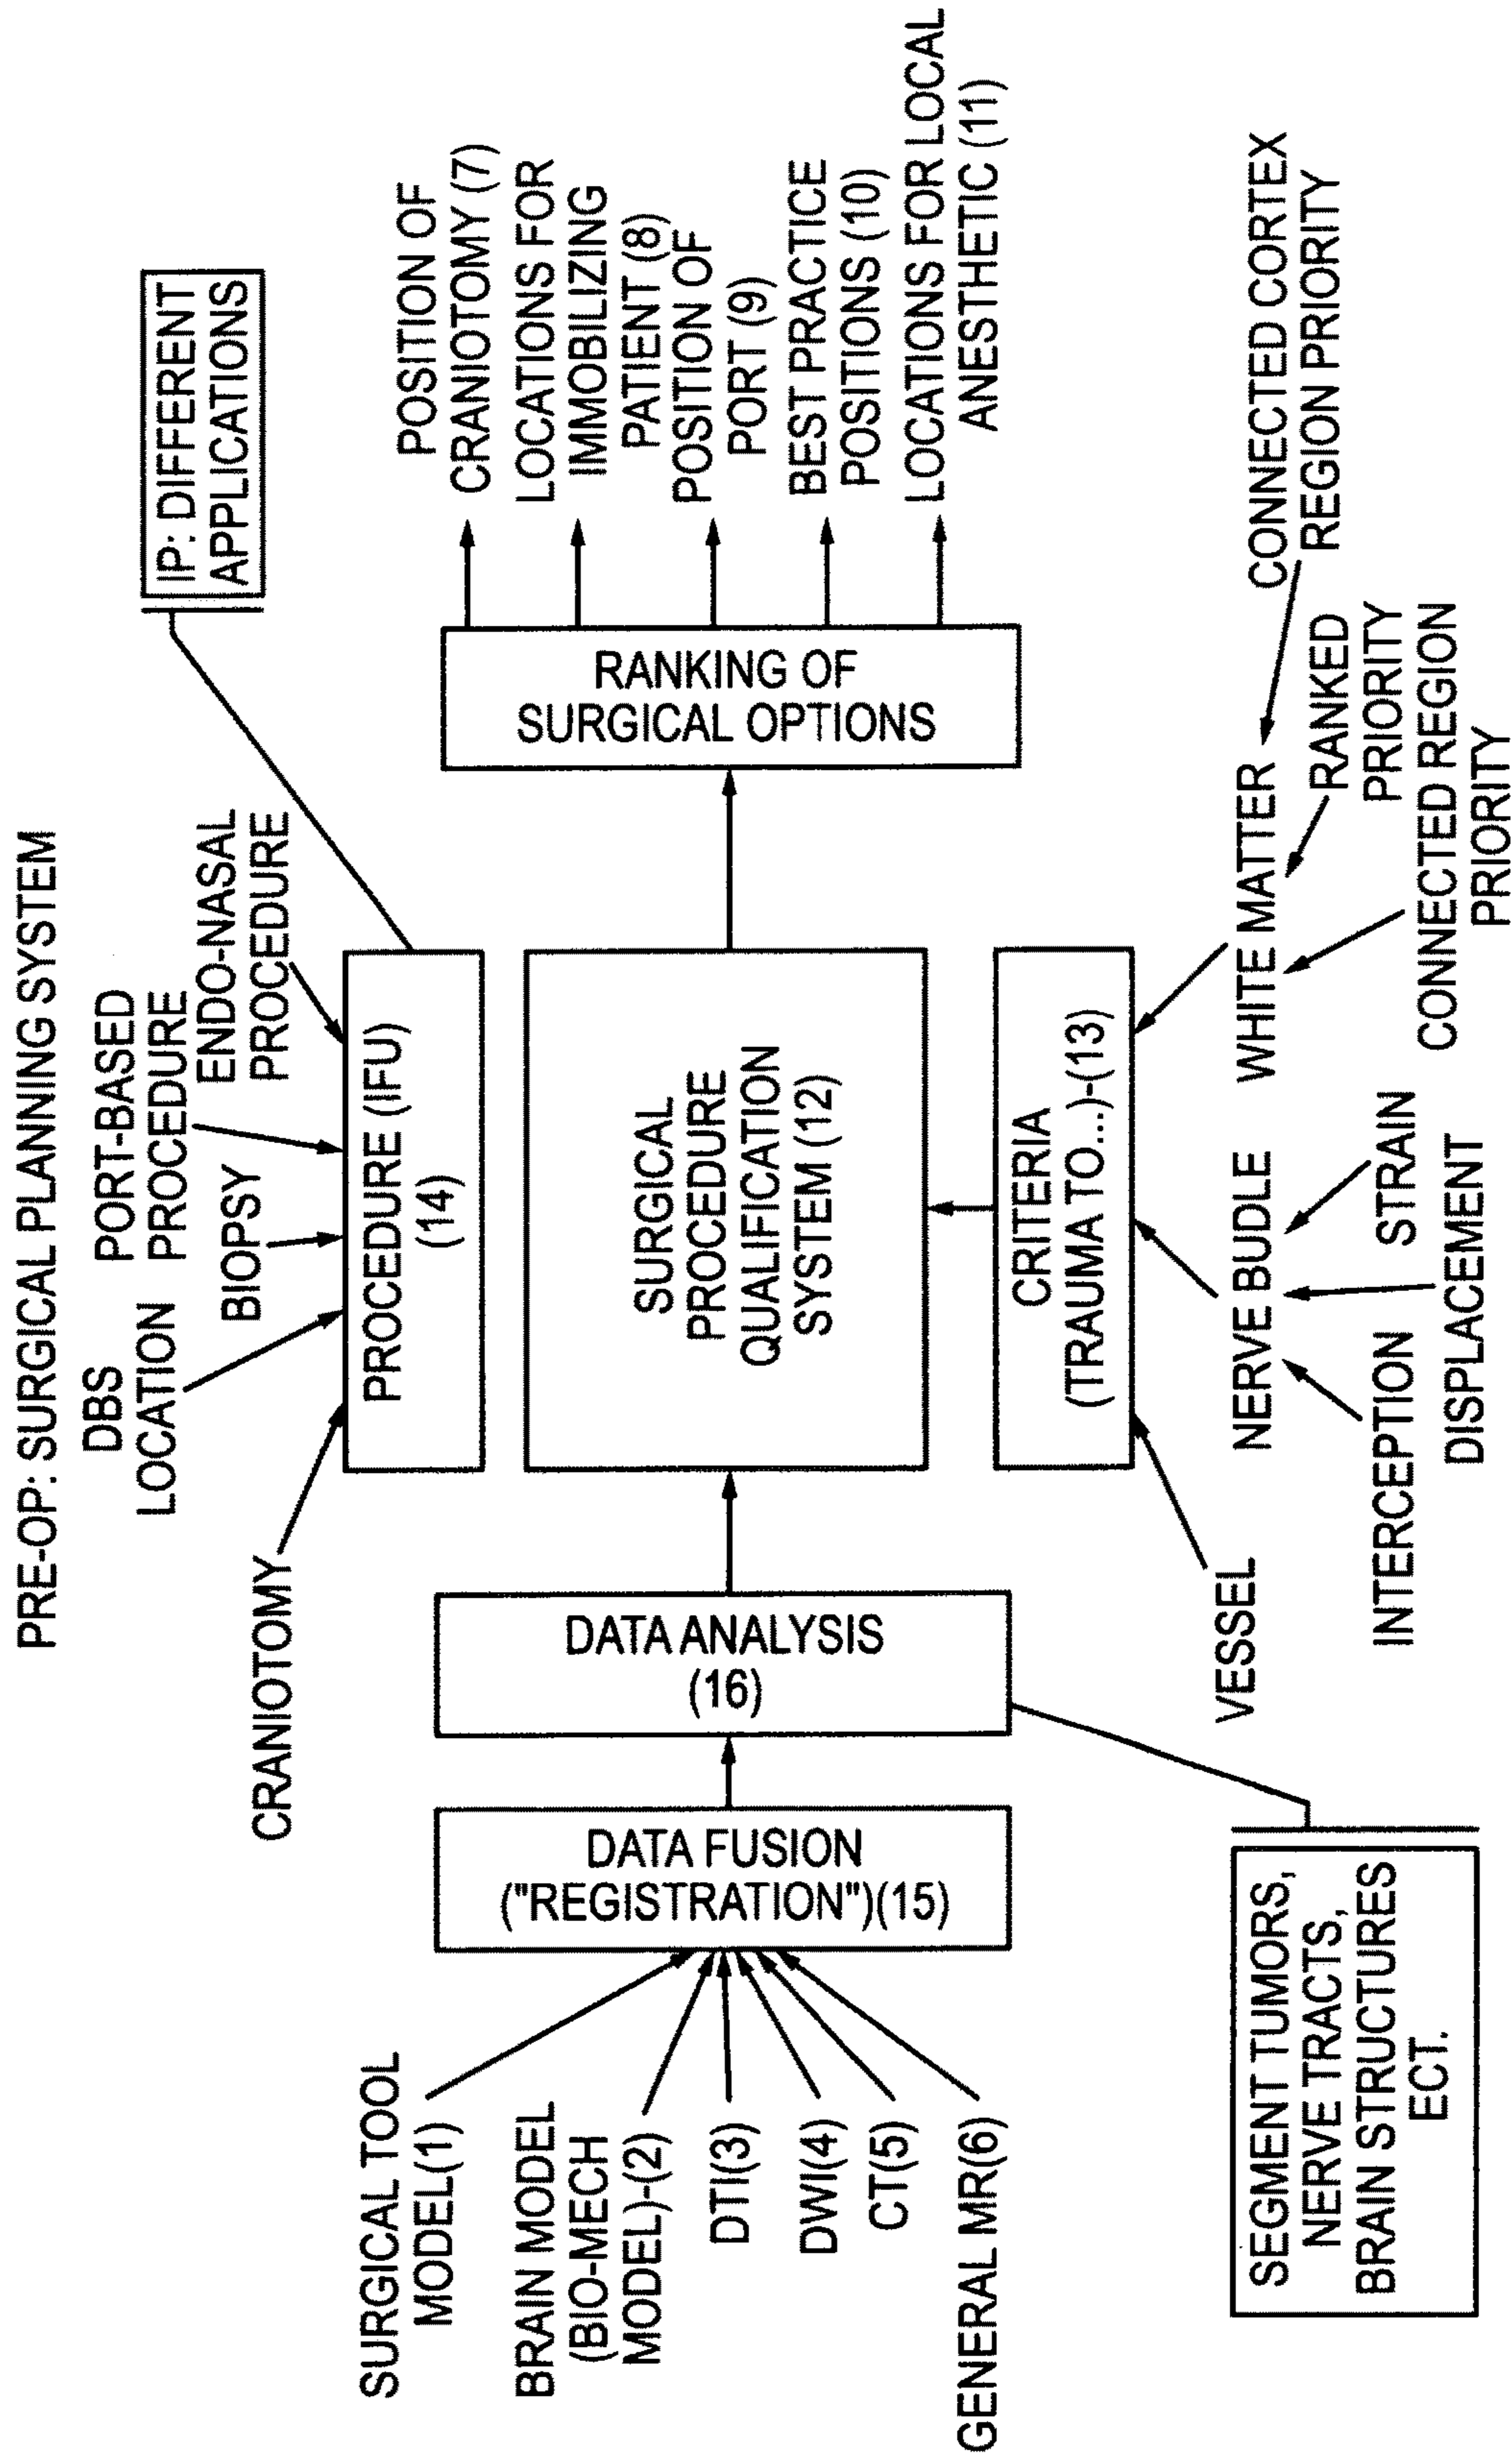 PRE-OP: SURGICAL PLANNING SYSTEM
CRANIOTOMY
DBS
LOCATION
BIOPSY
PORT-BASED
PROCEDURE
ENDO-NASAL
PROCEDURE
IP: DIFFERENT
APPLICATIONS
PROCEDURE (IFU)
(14)
SURGICAL TOOL
MODEL(1)
BRAIN MODEL
(BIO-MECH
MODEL)-(2)
DTI(3)
DWI(4)
CT(5)
GENERAL MR(6)
DATA FUSION
("REGISTRATION")(15)
DATA ANALYSIS
(16)
SURGICAL
PROCEDURE
QUALIFICATION
SYSTEM (12)
RANKING OF
SURGICAL OPTIONS
POSITION OF
CRANIOTOMY (7)
LOCATIONS FOR
IMMOBILIZING
PATIENT (8)
POSITION OF
PORT (9)
BEST PRACTICE
POSITIONS (10)
LOCATIONS FOR LOCAL
ANESTHETIC (11)
CRITERIA
(TRAUMA TO...)-(13)
VESSEL
NERVE BUDLE
WHITE MATTER
INTERCEPTION
DISPLACEMENT
STRAIN
CONNECTED CORTEX
REGION PRIORITY
RANKED
PRIORITY
CONNECTED REGION
PRIORITY
SEGMENT TUMORS,
NERVE TRACTS,
BRAIN STRUCTURES
ECT.